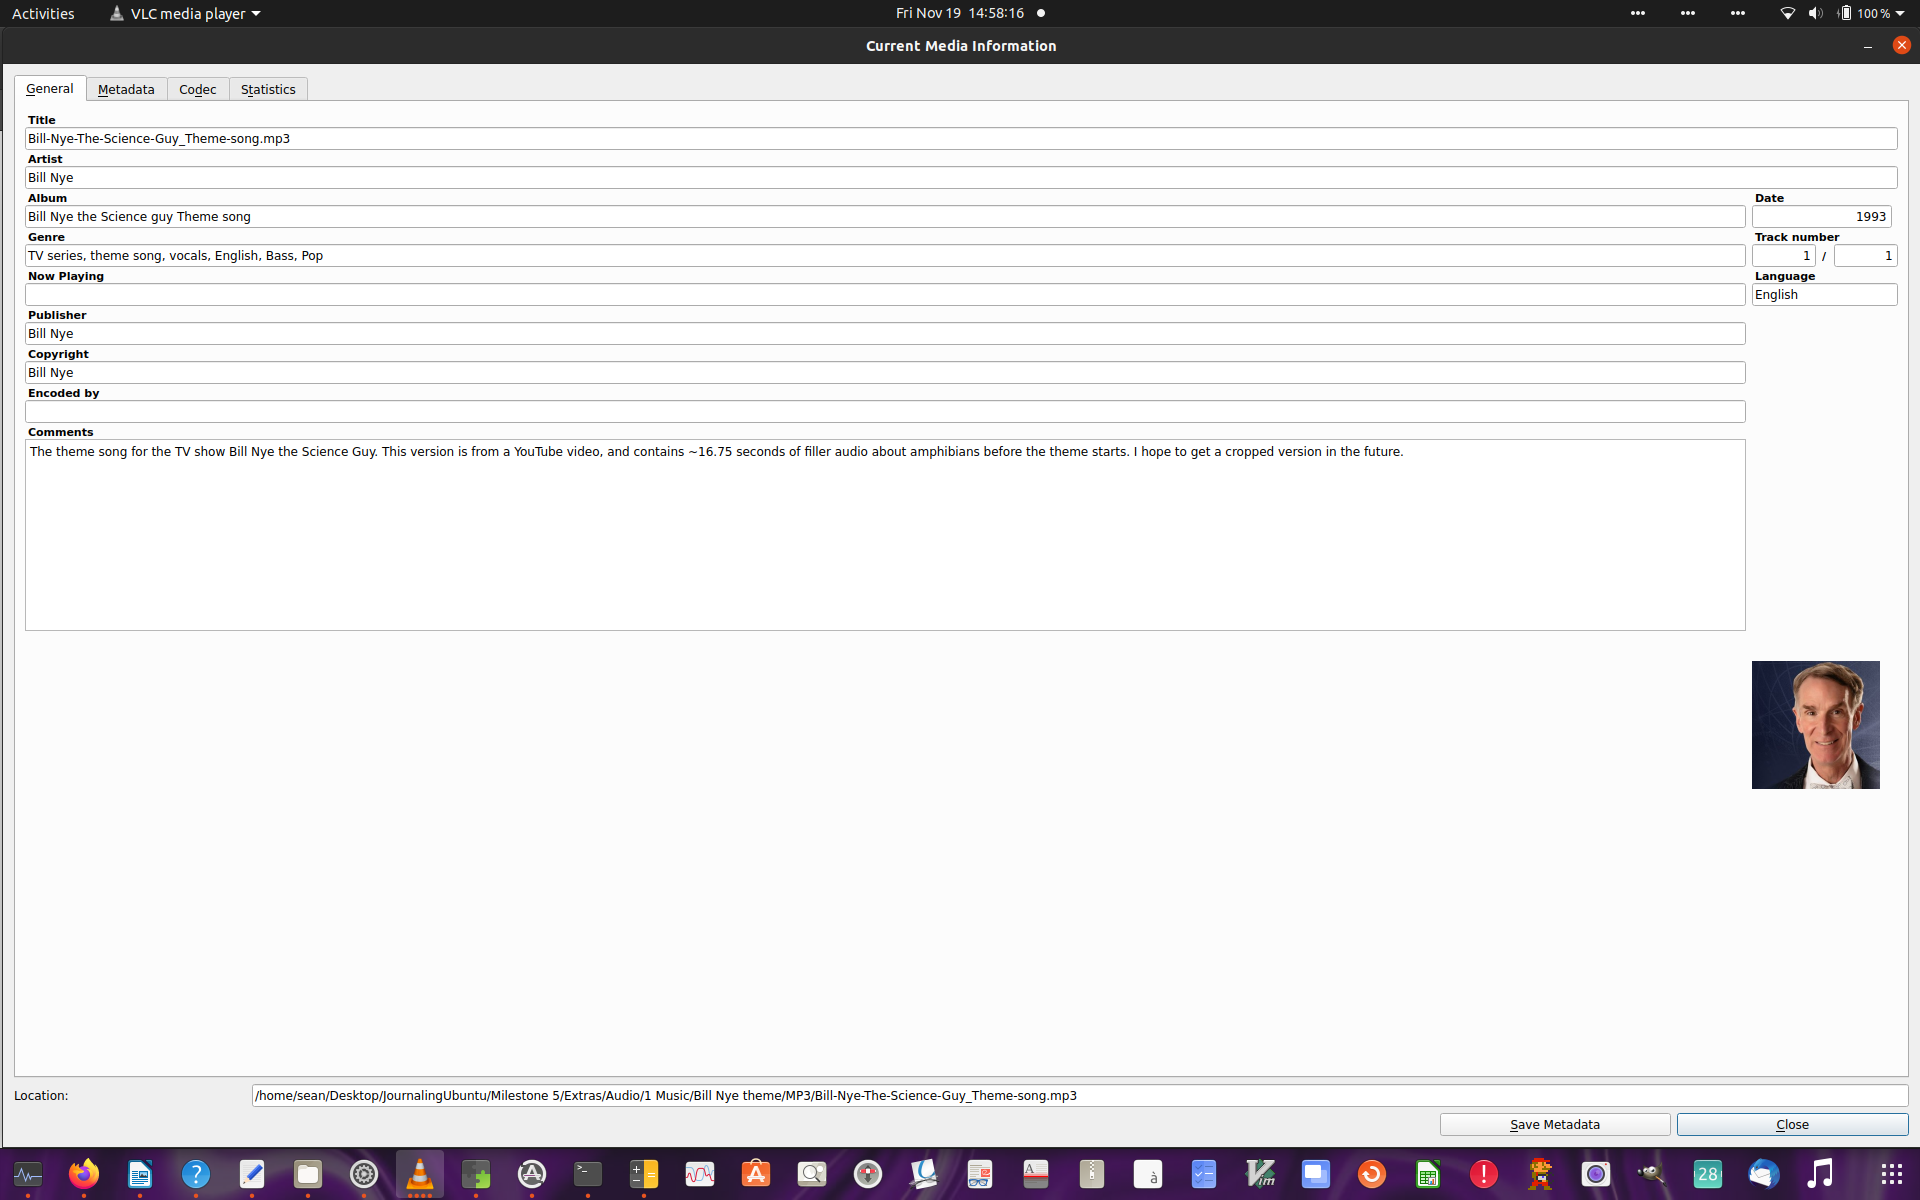 Activities
VLC media player
Fri Nov 19 14:58:16
100 %
Current Media Information
General
Metadata
Codec
Statistics
Title
Bill-Nye-The-Science-Guy_Theme-song.mp3
Artist
Bill Nye
Album
Date
Bill Nye the Science guy Theme song
1993
Genre
Track number
TV series, theme song, vocals, English, Bass, Pop
1 / 1
Now Playing
Language
English
Publisher
Bill Nye
Copyright
Bill Nye
Encoded by
Comments
The theme song for the TV show Bill Nye the Science Guy. This version is from a YouTube video, and contains ~16.75 seconds of filler audio about amphibians before the theme starts. I hope to get a cropped version in the future.
Location:
/home/sean/Desktop/JournalingUbuntu/Milestone 5/Extras/Audio/1 Music/Bill Nye theme/MP3/Bill-Nye-The-Science-Guy_Theme-song.mp3
Save Metadata
Close
28